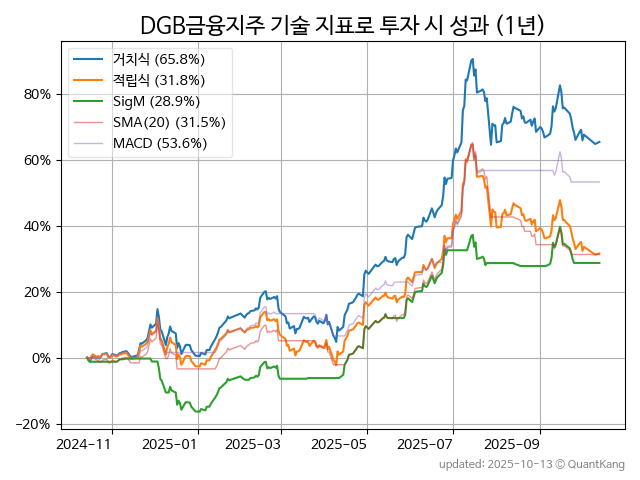 DGB금융지주 기술 지표로 투자 시 성과 (1년)
거치식 (65.8%)
적립식 (31.8%)
SigM (28.9%)
SMA(20) (31.5%)
MACD (53.6%)
80%
60%
40%
20%
0%
−20%
2024-11 2025-01 2025-03 2025-05 2025-07 2025-09
updated: 2025-10-13 © QuantKang